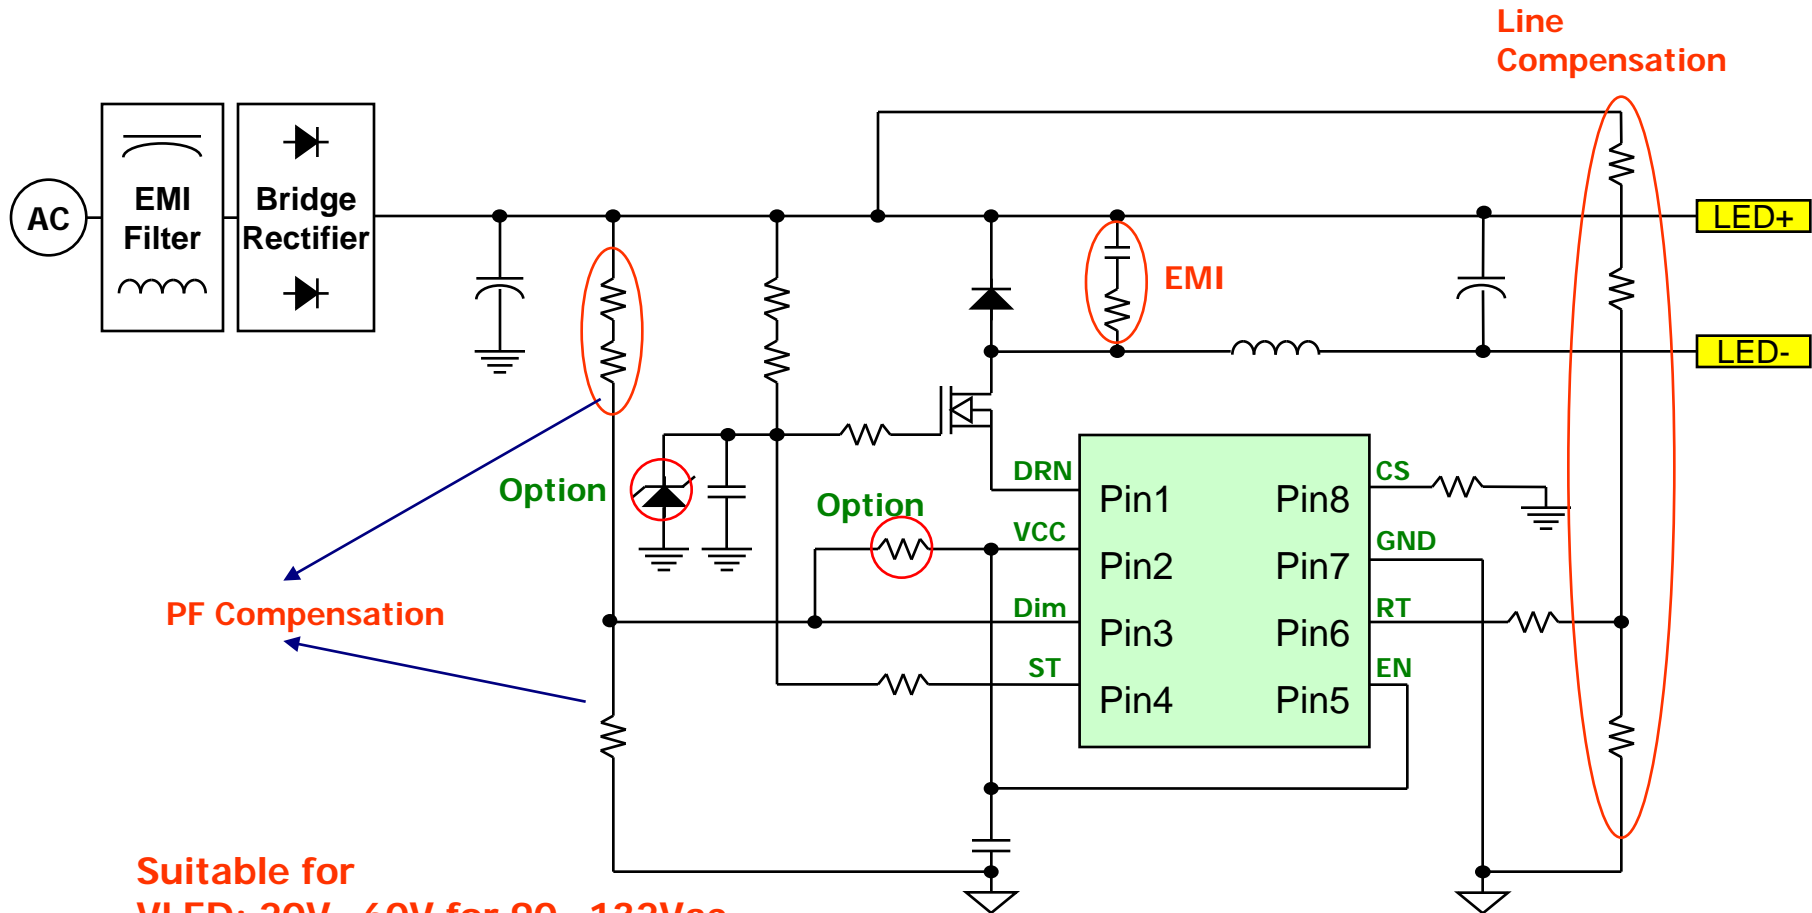 Line
Compensation
AC
EMI
Filter
Bridge
Rectifier
LED+
EMI
LED-
Option
DRN
Pin1
Pin8
CS
Option
VCC
Pin2
GND
Pin7
PF Compensation
Dim
Pin3
Pin6
RT
ST
Pin4
Pin5
EN
Suitable for